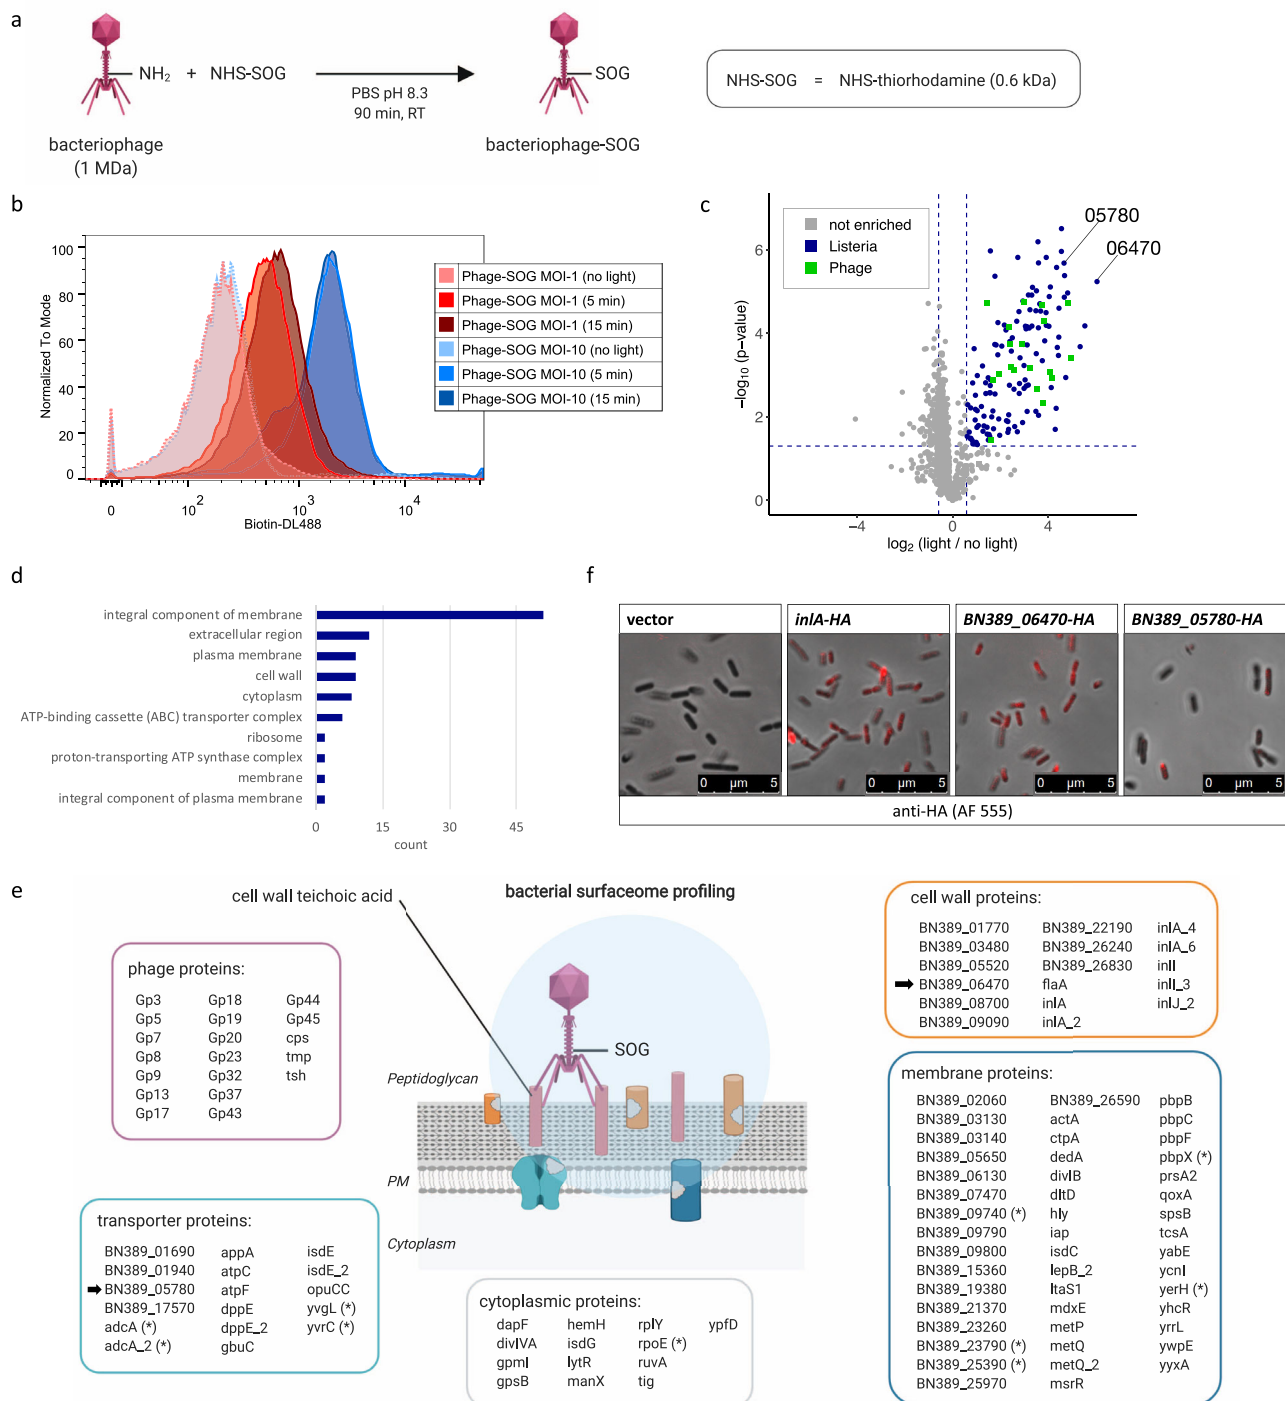 a
NH₂ + NHS-SOG
PBS pH 8.3
90 min, RT
SOG
bacteriophage
(1 MDa)
bacteriophage-SOG
NHS-SOG = NHS-thiorhodamine (0.6 kDa)
b
Normalized To Mode
100
80
60
40
20
0
0
10²
10³
10⁴
Biotin-DL488
Phage-SOG MOI-1 (no light)
Phage-SOG MOI-1 (5 min)
Phage-SOG MOI-1 (15 min)
Phage-SOG MOI-10 (no light)
Phage-SOG MOI-10 (5 min)
Phage-SOG MOI-10 (15 min)
c
not enriched
Listeria
Phage
05780
06470
−log₁₀ (p-value)
6
4
2
0
−4
0
4
log₂ (light / no light)
d
integral component of membrane
extracellular region
plasma membrane
cell wall
cytoplasm
ATP-binding cassette (ABC) transporter complex
ribosome
proton-transporting ATP synthase complex
membrane
integral component of plasma membrane
0 15 30 45
count
f
vector
inlA-HA
BN389_06470-HA
BN389_05780-HA
0 µm 5
0 µm 5
0 µm 5
0 µm 5
anti-HA (AF 555)
e
cell wall teichoic acid
bacterial surfaceome profiling
SOG
Peptidoglycan
PM
Cytoplasm
phage proteins:
Gp3 Gp18 Gp44
Gp5 Gp19 Gp45
Gp7 Gp20 cps
Gp8 Gp23 tmp
Gp9 Gp32 tsh
Gp13 Gp37
Gp17 Gp43
transporter proteins:
BN389_01690 appA isdE
BN389_01940 atpC isdE_2
BN389_05780 atpF opuCC
BN389_17570 dppE yvgL (*)
adcA (*) dppE_2 yvrC (*)
adcA_2 (*) gbuC
cytoplasmic proteins:
dapF hemH rplY ypfD
divIVA isdG rpoE (*)
gpmI lytR ruvA
gpsB manX tig
cell wall proteins:
BN389_01770 BN389_22190 inlA_4
BN389_03480 BN389_26240 inlA_6
BN389_05520 BN389_26830 inlI
BN389_06470 flaA inlI_3
BN389_08700 inlA inlJ_2
BN389_09090 inlA_2
membrane proteins:
BN389_02060 BN389_26590 pbpB
BN389_03130 actA pbpC
BN389_03140 ctpA pbpF
BN389_05650 dedA pbpX (*)
BN389_06130 divIB prsA2
BN389_07470 dltD qoxA
BN389_09740 (*) hly spsB
BN389_09790 iap tcsA
BN389_09800 isdC yabE
BN389_15360 lepB_2 ycnI
BN389_19380 ltaS1 yerH (*)
BN389_21370 mdxE yhcR
BN389_23260 metP yrrL
BN389_23790 (*) metQ ywpE
BN389_25390 (*) metQ_2 yyxA
BN389_25970 msrR